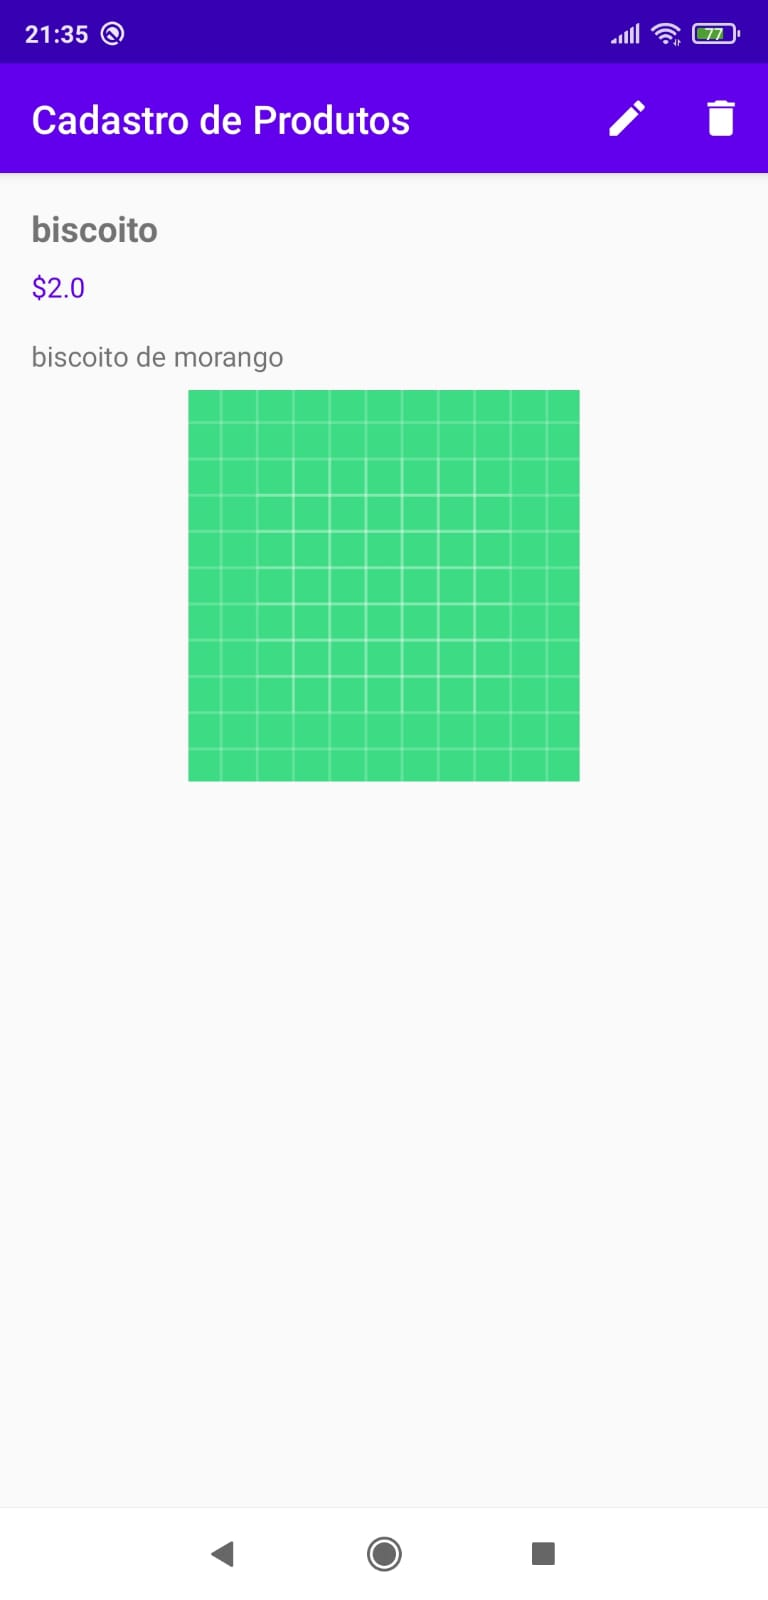 21:35
77
Cadastro de Produtos
biscoito
$2.0
biscoito de morango